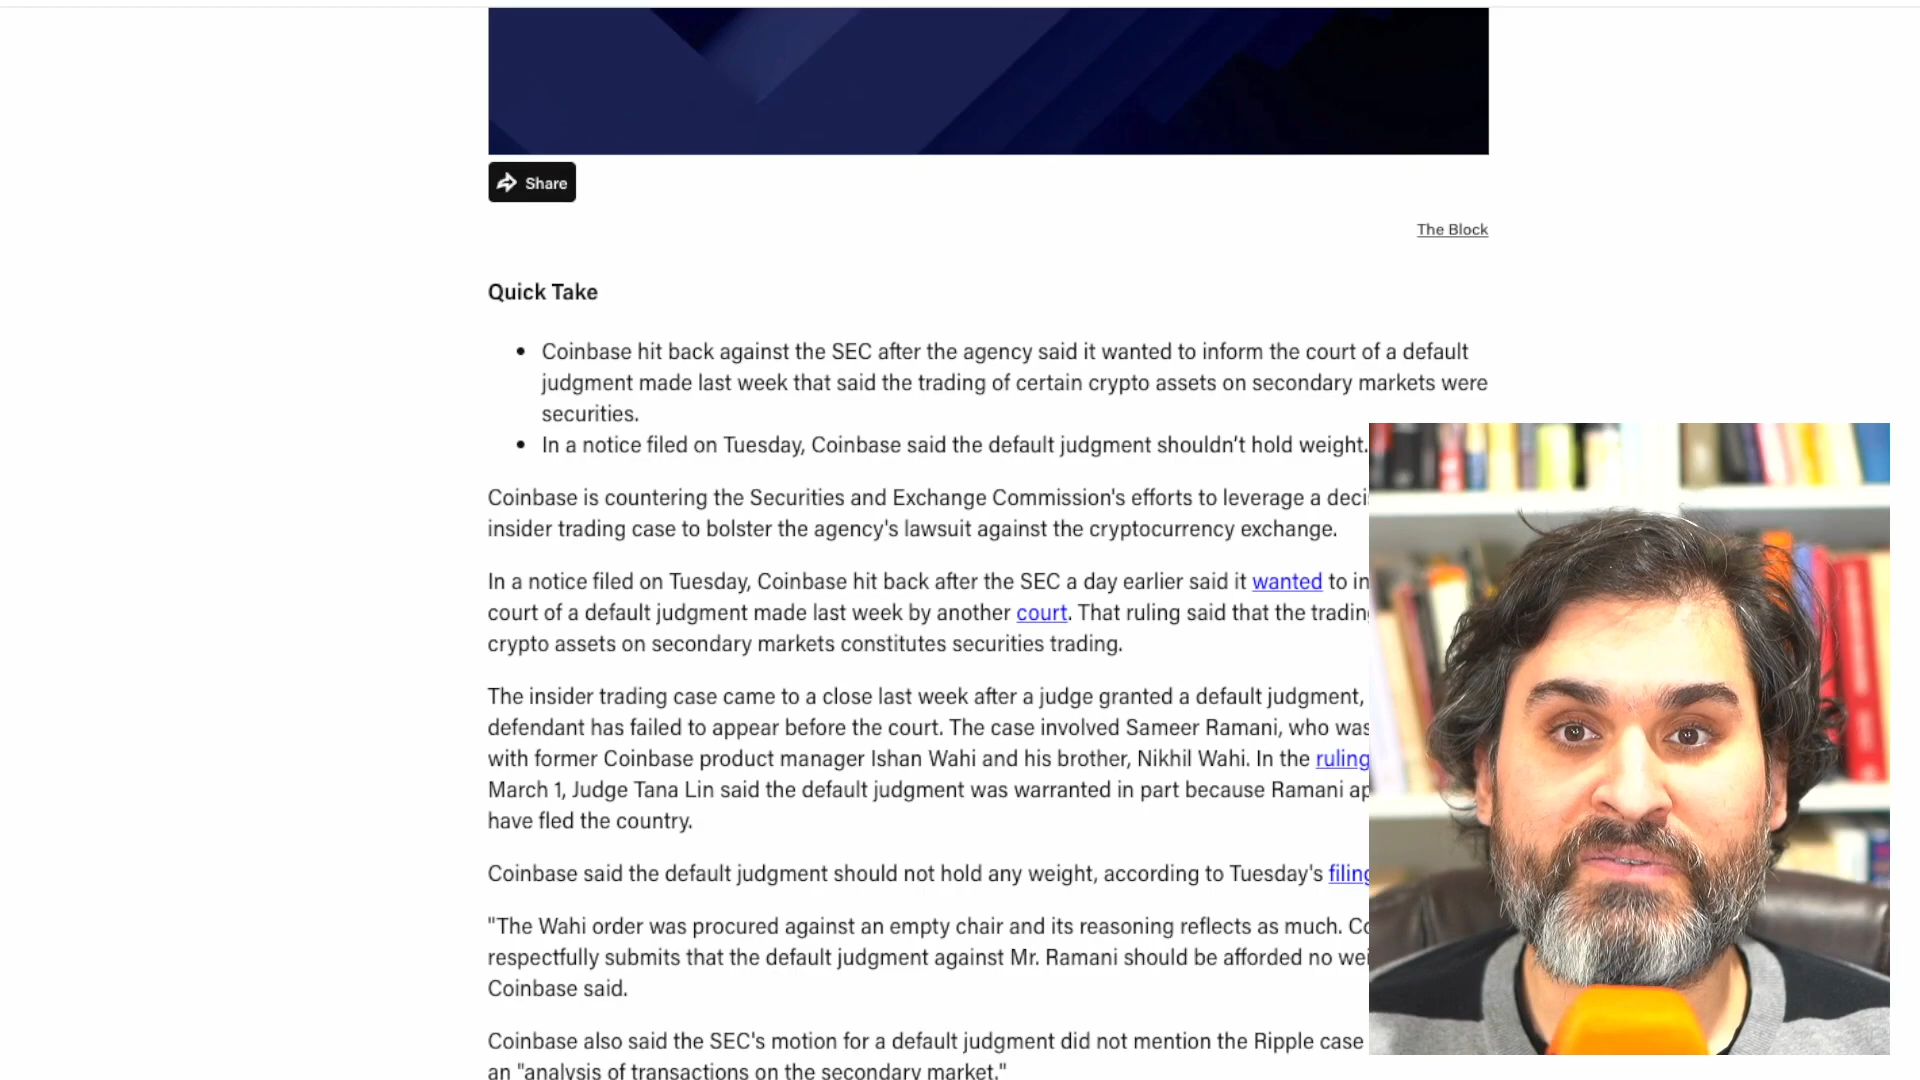 Share
The Block
Quick Take
• Coinbase hit back against the SEC after the agency said it wanted to inform the court of a default
judgment made last week that said the trading of certain crypto assets on secondary markets were
securities.
• In a notice filed on Tuesday, Coinbase said the default judgment shouldn’t hold weight.
Coinbase is countering the Securities and Exchange Commission's efforts to leverage a
insider trading case to bolster the agency's lawsuit against the cryptocurrency exchange.
In a notice filed on Tuesday, Coinbase hit back after the SEC a day earlier said it wanted to
court of a default judgment made last week by another court. That ruling said that the
crypto assets on secondary markets constitutes securities trading.
The insider trading case came to a close last week after a judge granted a default judgment,
defendant has failed to appear before the court. The case involved Sameer Ramani, who was
with former Coinbase product manager Ishan Wahi and his brother, Nikhil Wahi. In the ruling
March 1, Judge Tana Lin said the default judgment was warranted in part because Ramani
have fled the country.
Coinbase said the default judgment should not hold any weight, according to Tuesday's filing
"The Wahi order was procured against an empty chair and its reasoning reflects as much.
respectfully submits that the default judgment against Mr. Ramani should be afforded no
Coinbase said.
Coinbase also said the SEC's motion for a default judgment did not mention the Ripple case
an "analysis of transactions on the secondary market."